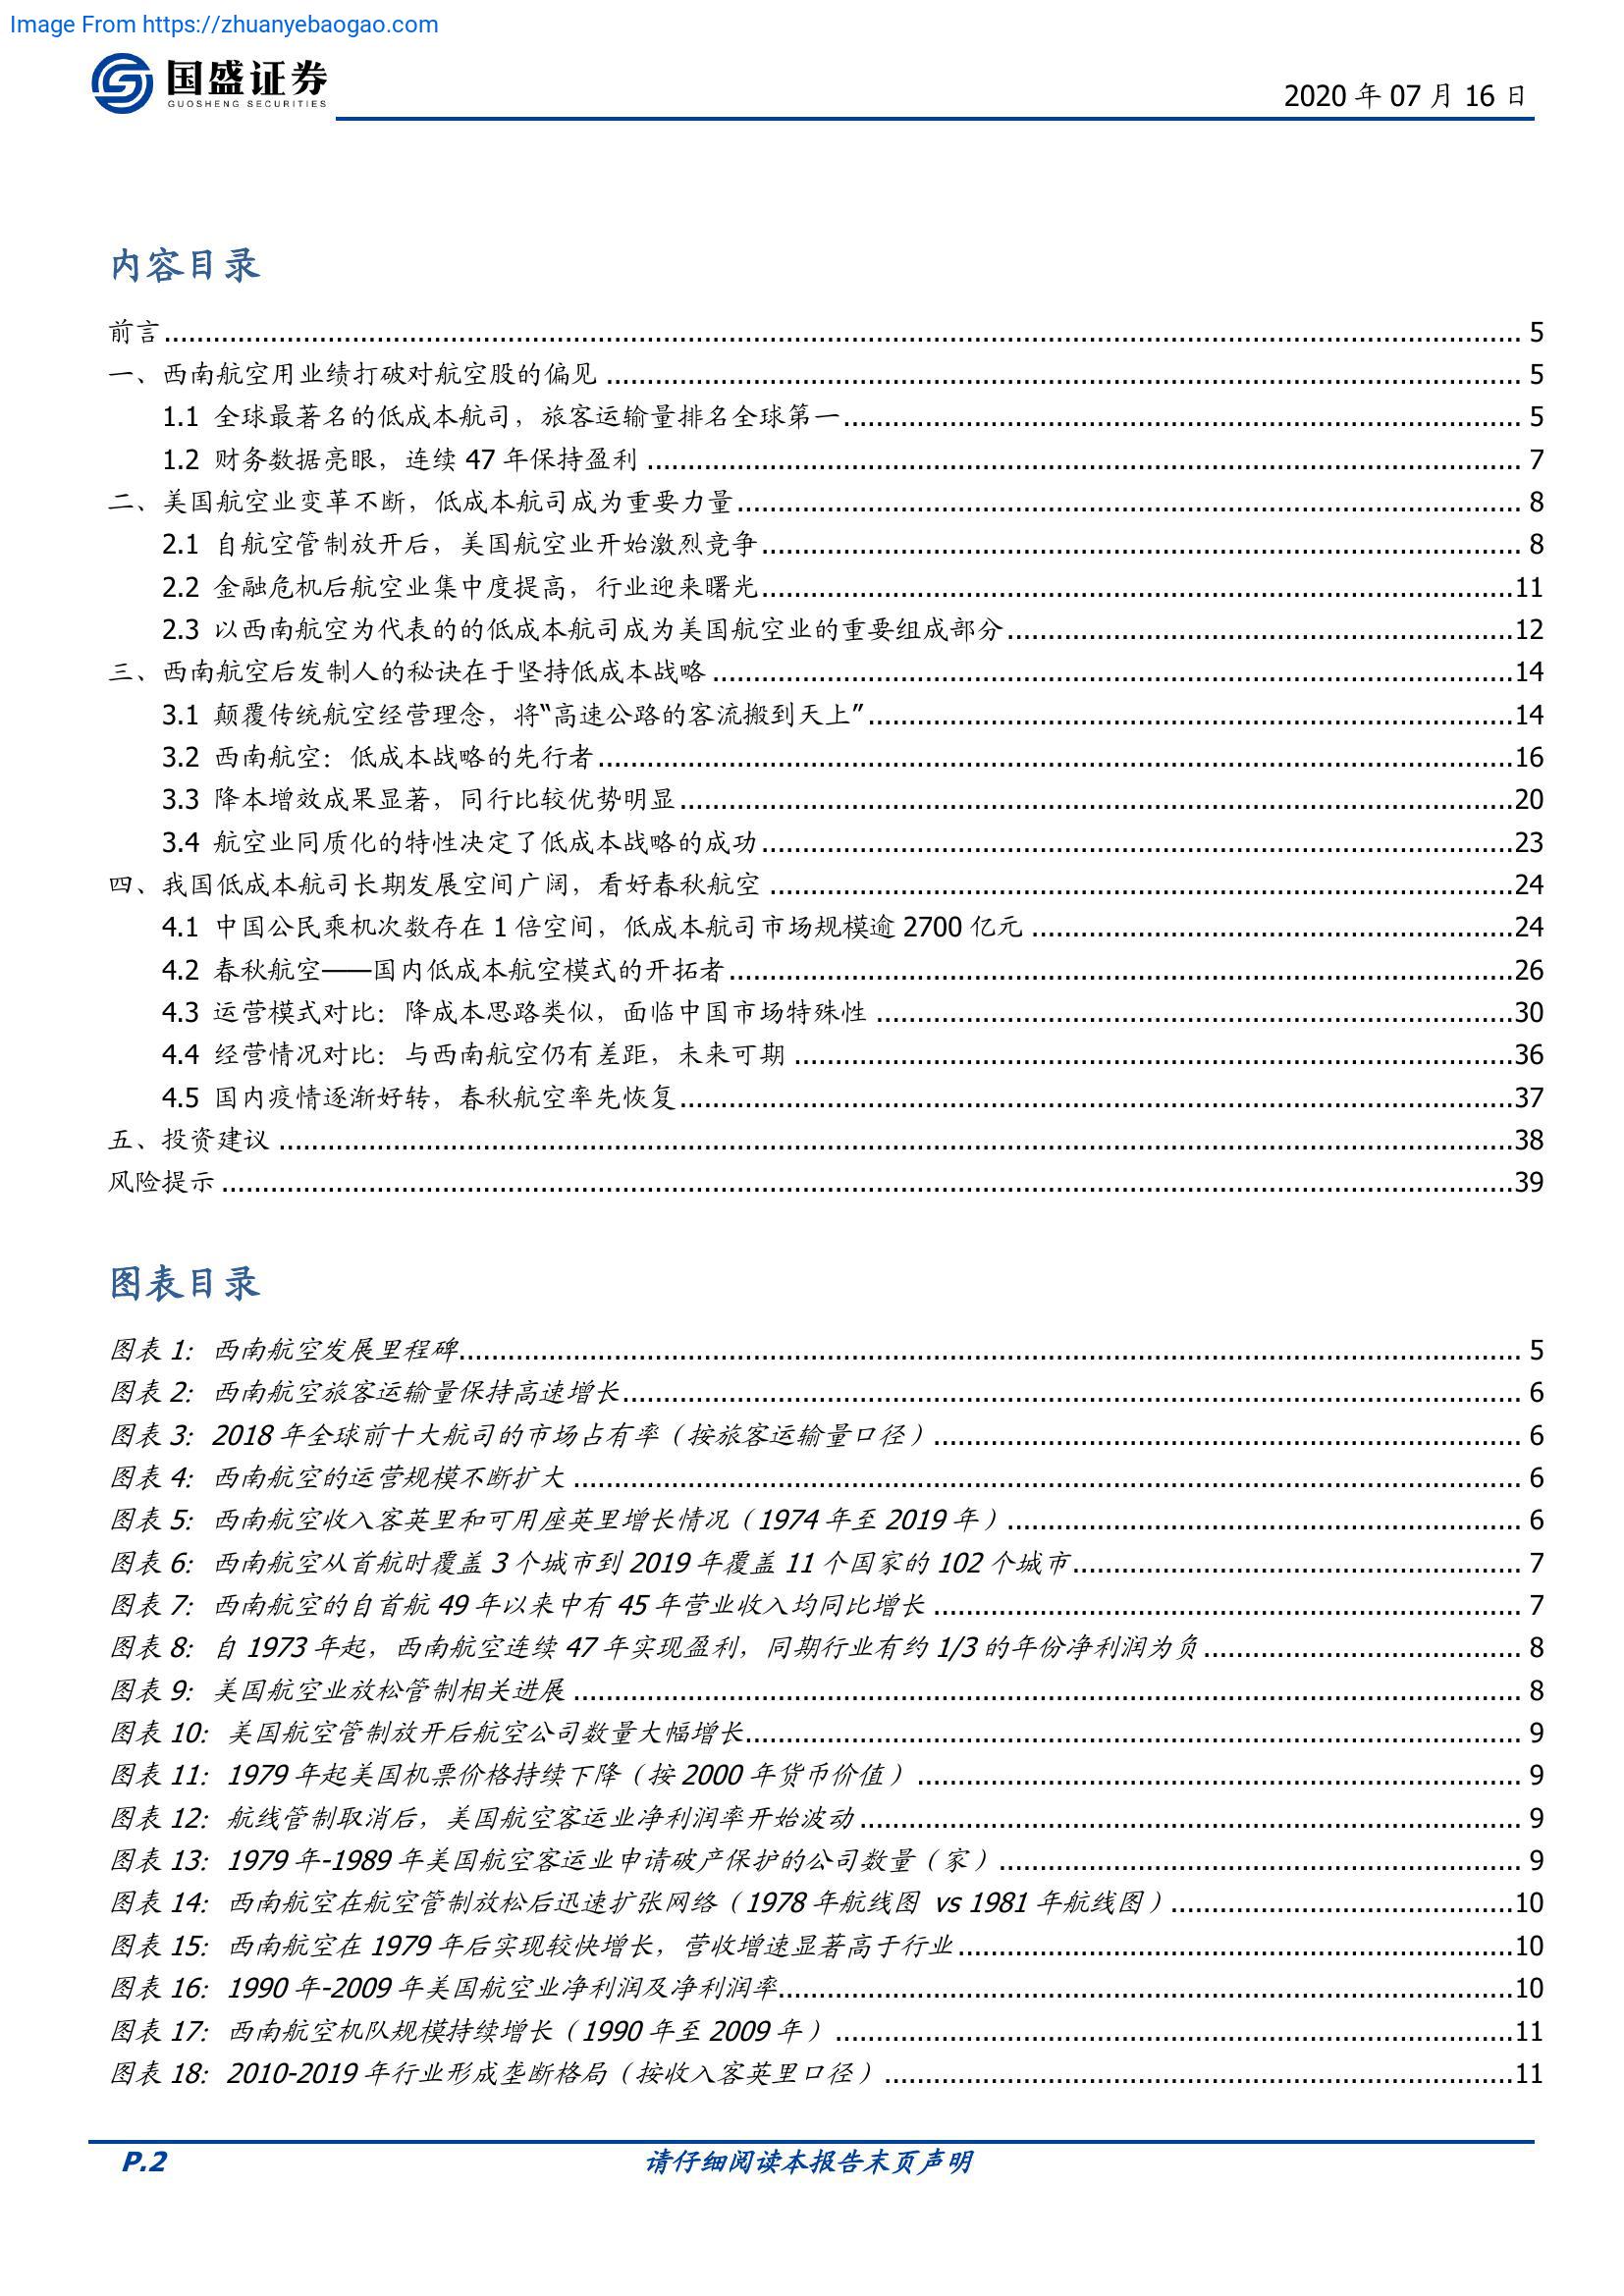 Image From https://zhuanyebaogao.com
国盛证券
GUOSHENG SECURITIES
2020 年 07 月 16 日
内容目录
前言........................................................................ 5
一、西南航空用业绩打破对航空股的偏见 ........................................................................ 5
1.1 全球最著名的低成本航司，旅客运输量排名全球第一........................................................................ 5
1.2 财务数据亮眼，连续 47 年保持盈利 ........................................................................ 7
二、美国航空业变革不断，低成本航司成为重要力量........................................................................ 8
2.1 自航空管制放开后，美国航空业开始激烈竞争........................................................................ 8
2.2 金融危机后航空业集中度提高，行业迎来曙光........................................................................11
2.3 以西南航空为代表的的低成本航司成为美国航空业的重要组成部分........................................................................12
三、西南航空后发制人的秘诀在于坚持低成本战略 ........................................................................14
3.1 颠覆传统航空经营理念，将“高速公路的客流搬到天上”........................................................................14
3.2 西南航空：低成本战略的先行者........................................................................16
3.3 降本增效成果显著，同行比较优势明显........................................................................20
3.4 航空业同质化的特性决定了低成本战略的成功........................................................................23
四、我国低成本航司长期发展空间广阔，看好春秋航空 ........................................................................24
4.1 中国公民乘机次数存在 1 倍空间，低成本航司市场规模逾 2700 亿元 ........................................................................24
4.2 春秋航空——国内低成本航空模式的开拓者........................................................................26
4.3 运营模式对比：降成本思路类似，面临中国市场特殊性 ........................................................................30
4.4 经营情况对比：与西南航空仍有差距，未来可期 ........................................................................36
4.5 国内疫情逐渐好转，春秋航空率先恢复........................................................................37
五、投资建议 ........................................................................38
风险提示 ........................................................................39
图表目录
图表 1：西南航空发展里程碑........................................................................ 5
图表 2：西南航空旅客运输量保持高速增长........................................................................ 6
图表 3：2018 年全球前十大航司的市场占有率（按旅客运输量口径）........................................................................ 6
图表 4：西南航空的运营规模不断扩大 ........................................................................ 6
图表 5：西南航空收入客英里和可用座英里增长情况（1974 年至 2019 年）........................................................................ 6
图表 6：西南航空从首航时覆盖 3 个城市到 2019 年覆盖 11 个国家的 102 个城市........................................................................ 7
图表 7：西南航空的自首航 49 年以来中有 45 年营业收入均同比增长 ........................................................................ 7
图表 8：自 1973 年起，西南航空连续 47 年实现盈利，同期行业有约 1/3 的年份净利润为负........................................................................ 8
图表 9：美国航空业放松管制相关进展 ........................................................................ 8
图表 10：美国航空管制放开后航空公司数量大幅增长........................................................................ 9
图表 11：1979 年起美国机票价格持续下降（按 2000 年货币价值）........................................................................ 9
图表 12：航线管制取消后，美国航空客运业净利润率开始波动 ........................................................................ 9
图表 13：1979 年-1989 年美国航空客运业申请破产保护的公司数量（家）........................................................................ 9
图表 14：西南航空在航空管制放松后迅速扩张网络（1978 年航线图 vs 1981 年航线图）........................................................................10
图表 15：西南航空在 1979 年后实现较快增长，营收增速显著高于行业........................................................................10
图表 16：1990 年-2009 年美国航空业净利润及净利润率........................................................................10
图表 17：西南航空机队规模持续增长（1990 年至 2009 年）........................................................................11
图表 18：2010-2019 年行业形成垄断格局（按收入客英里口径）........................................................................11
P.2
请仔细阅读本报告末页声明